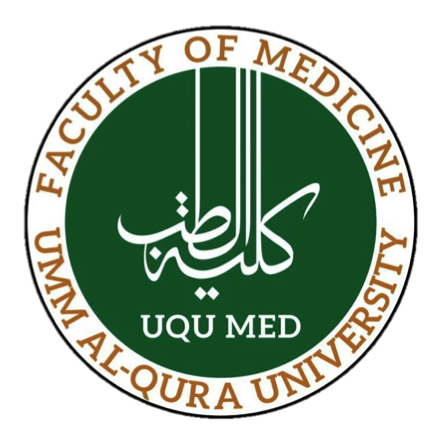 FACULTY OF MEDICINE
كلية الطب
UQU MED
UMM AL-QURA UNIVERSITY